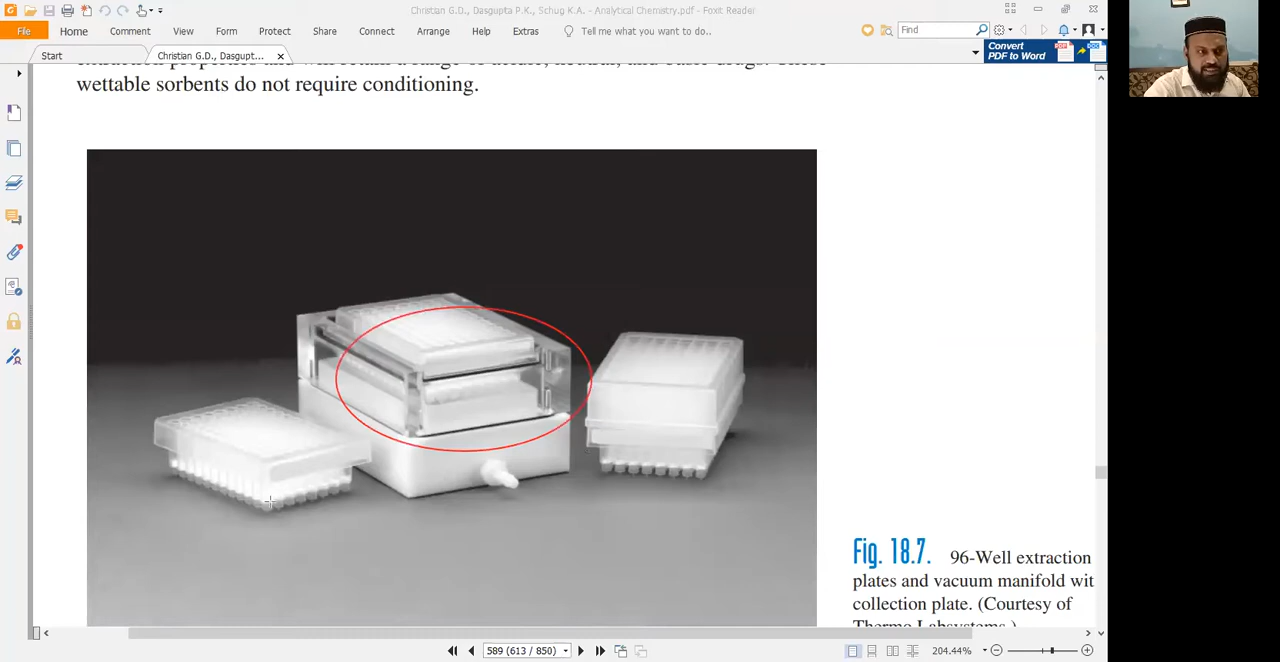 Christian G.D., Dasgupta P.K., Schug K.A. - Analytical Chemistry.pdf - Foxit Reader
File Home Comment View Form Protect Share Connect Arrange Help Extras Tell me what you want to do.. Find
Start Christian G.D., Dasgupt... Convert
PDF to Word
wettable sorbents do not require conditioning.
Fig. 18.7. 96-Well extraction
plates and vacuum manifold wit
collection plate. (Courtesy of
Thermo Labsystems.)
589 (613 / 850) 204.44%